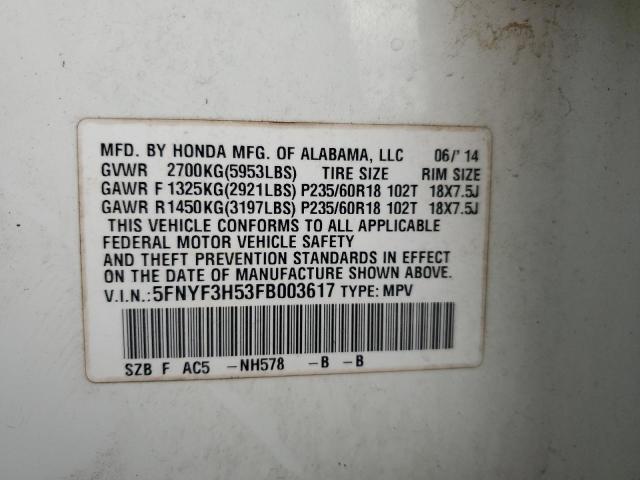 MFD. BY HONDA MFG. OF ALABAMA, LLC 06/'14
GVWR 2700KG(5953LBS) TIRE SIZE RIM SIZE
GAWR F 1325KG(2921LBS) P235/60R18 102T 18X7.5J
GAWR R 1450KG(3197LBS) P235/60R18 102T 18X7.5J
THIS VEHICLE CONFORMS TO ALL APPLICABLE
FEDERAL MOTOR VEHICLE SAFETY
AND THEFT PREVENTION STANDARDS IN EFFECT
ON THE DATE OF MANUFACTURE SHOWN ABOVE.
V.I.N.:5FNYF3H53FB003617 TYPE: MPV
SZB F AC5 -NH578 -B -B